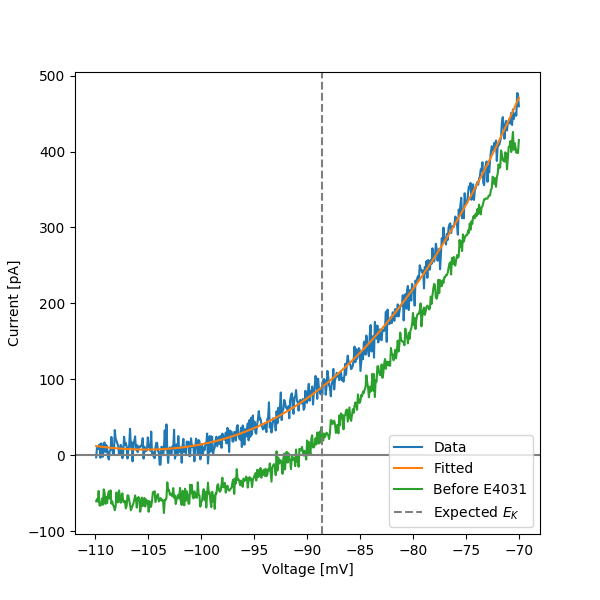 500
400
300
200
100
0
−100
Current [pA]
Data
Fitted
Before E4031
Expected E_K
−110 −105 −100 −95 −90 −85 −80 −75 −70
Voltage [mV]